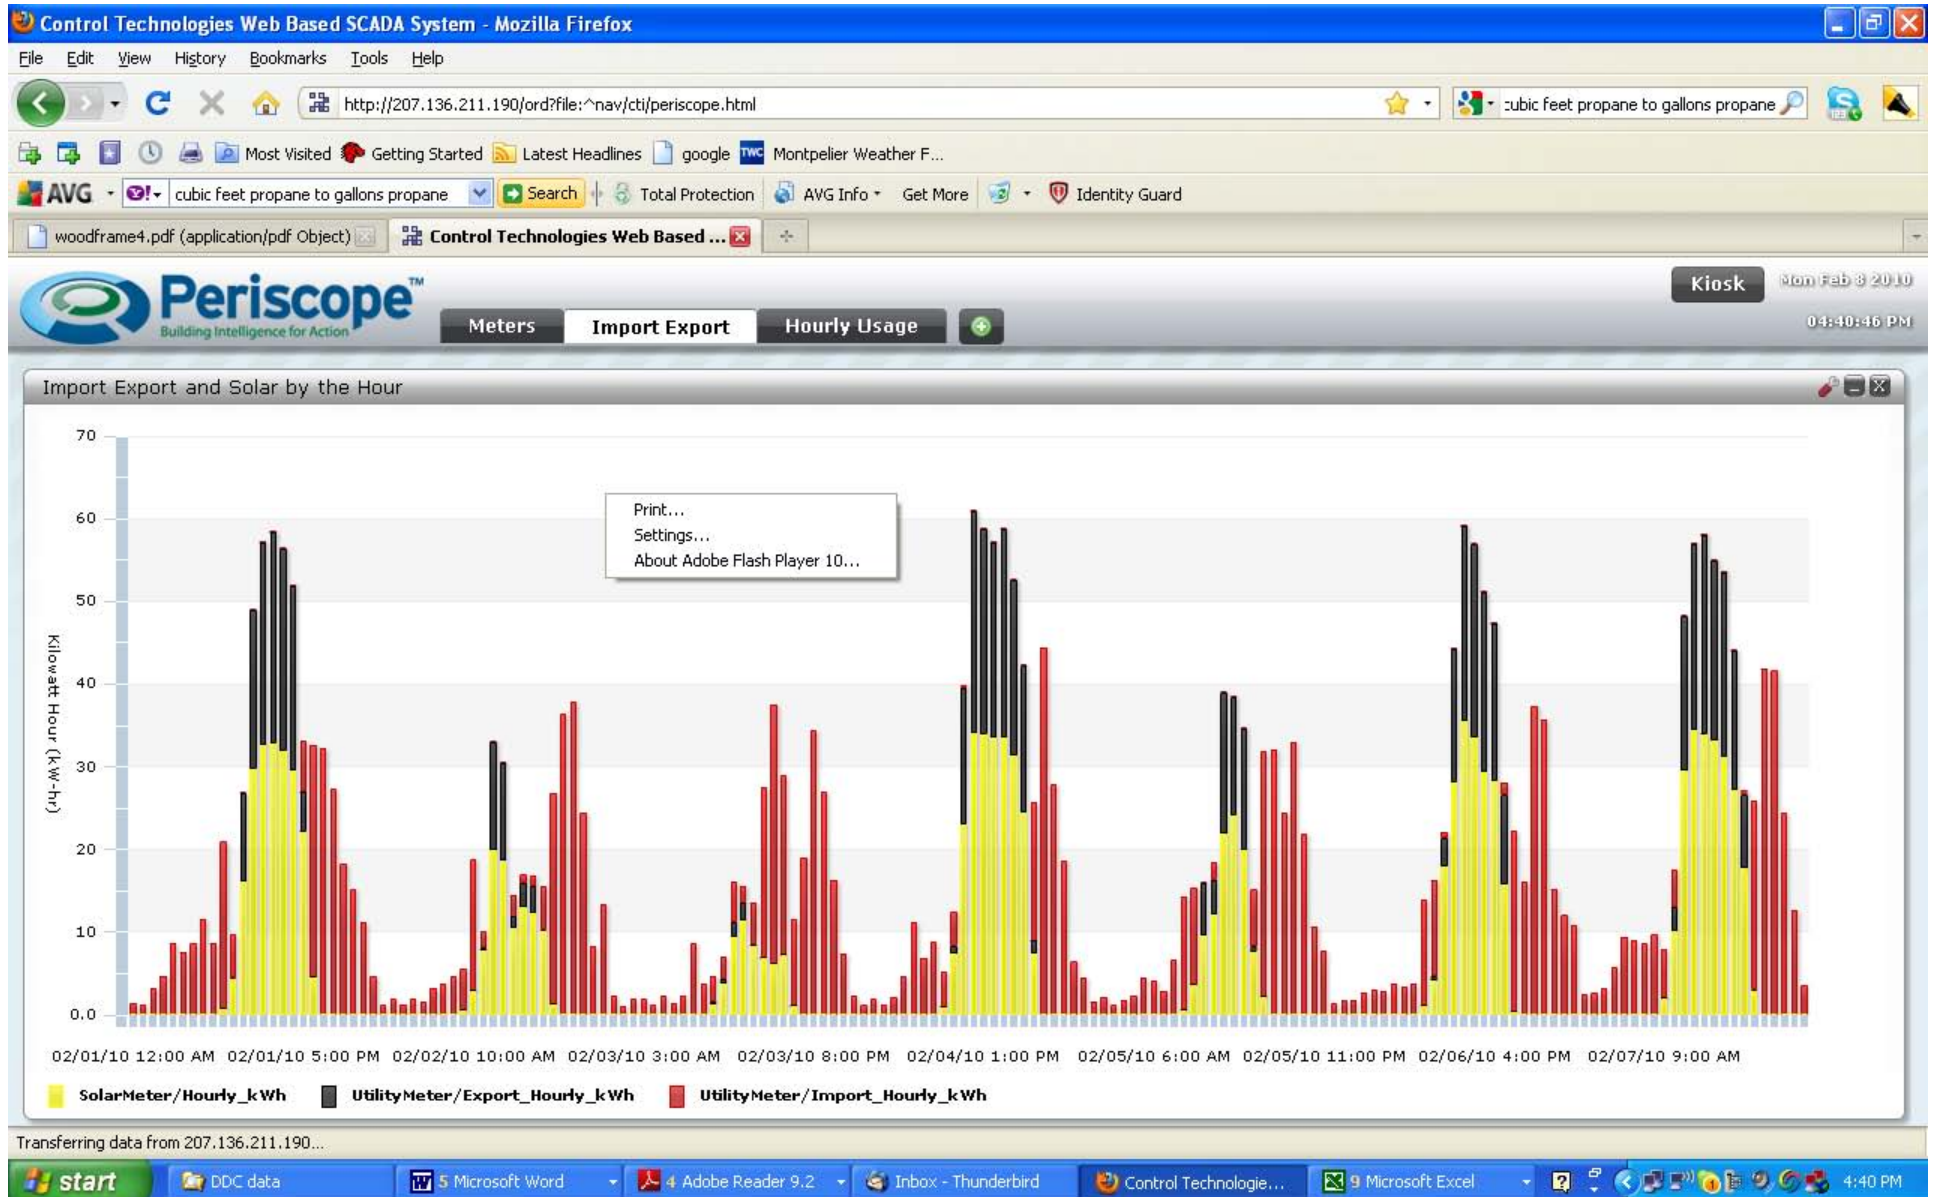 Control Technologies Web Based SCADA System - Mozilla Firefox
File Edit View History Bookmarks Tools Help
http://207.136.211.190/ord?file:^nav/cti/periscope.html
cubic feet propane to gallons propane
Most Visited Getting Started Latest Headlines google TWC Montpelier Weather F...
AVG cubic feet propane to gallons propane Search Total Protection AVG Info Get More Identity Guard
woodframe4.pdf (application/pdf Object) Control Technologies Web Based ...
Periscope™
Building Intelligence for Action
Meters Import Export Hourly Usage
Kiosk Mon Feb 8 2010
04:40:46 PM
Import Export and Solar by the Hour
Print...
Settings...
About Adobe Flash Player 10...
70
60
50
40
30
20
10
0.0
Kilowatt Hour (kW-hr)
02/01/10 12:00 AM 02/01/10 5:00 PM 02/02/10 10:00 AM 02/03/10 3:00 AM 02/03/10 8:00 PM 02/04/10 1:00 PM 02/05/10 6:00 AM 02/05/10 11:00 PM 02/06/10 4:00 PM 02/07/10 9:00 AM
SolarMeter/Hourly_kWh UtilityMeter/Export_Hourly_kWh UtilityMeter/Import_Hourly_kWh
Transferring data from 207.136.211.190...
start DDC data 5 Microsoft Word 4 Adobe Reader 9.2 Inbox - Thunderbird Control Technologie... 9 Microsoft Excel 4:40 PM